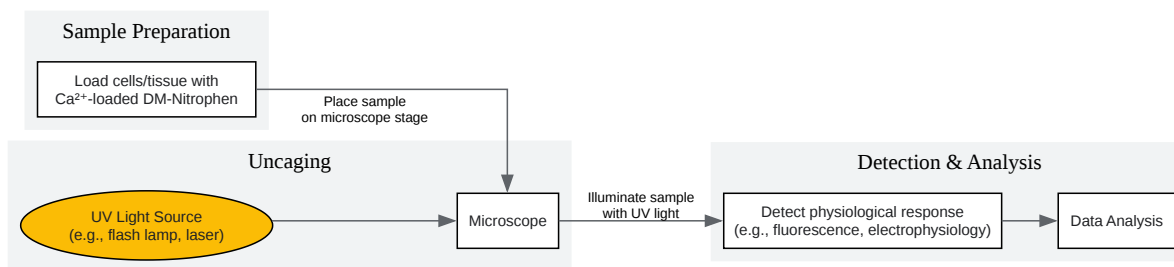 Sample Preparation
Load cells/tissue with
Ca²⁺-loaded DM-Nitrophen
Place sample
on microscope stage
Uncaging
UV Light Source
(e.g., flash lamp, laser)
Microscope
Illuminate sample
with UV light
Detection & Analysis
Detect physiological response
(e.g., fluorescence, electrophysiology)
Data Analysis